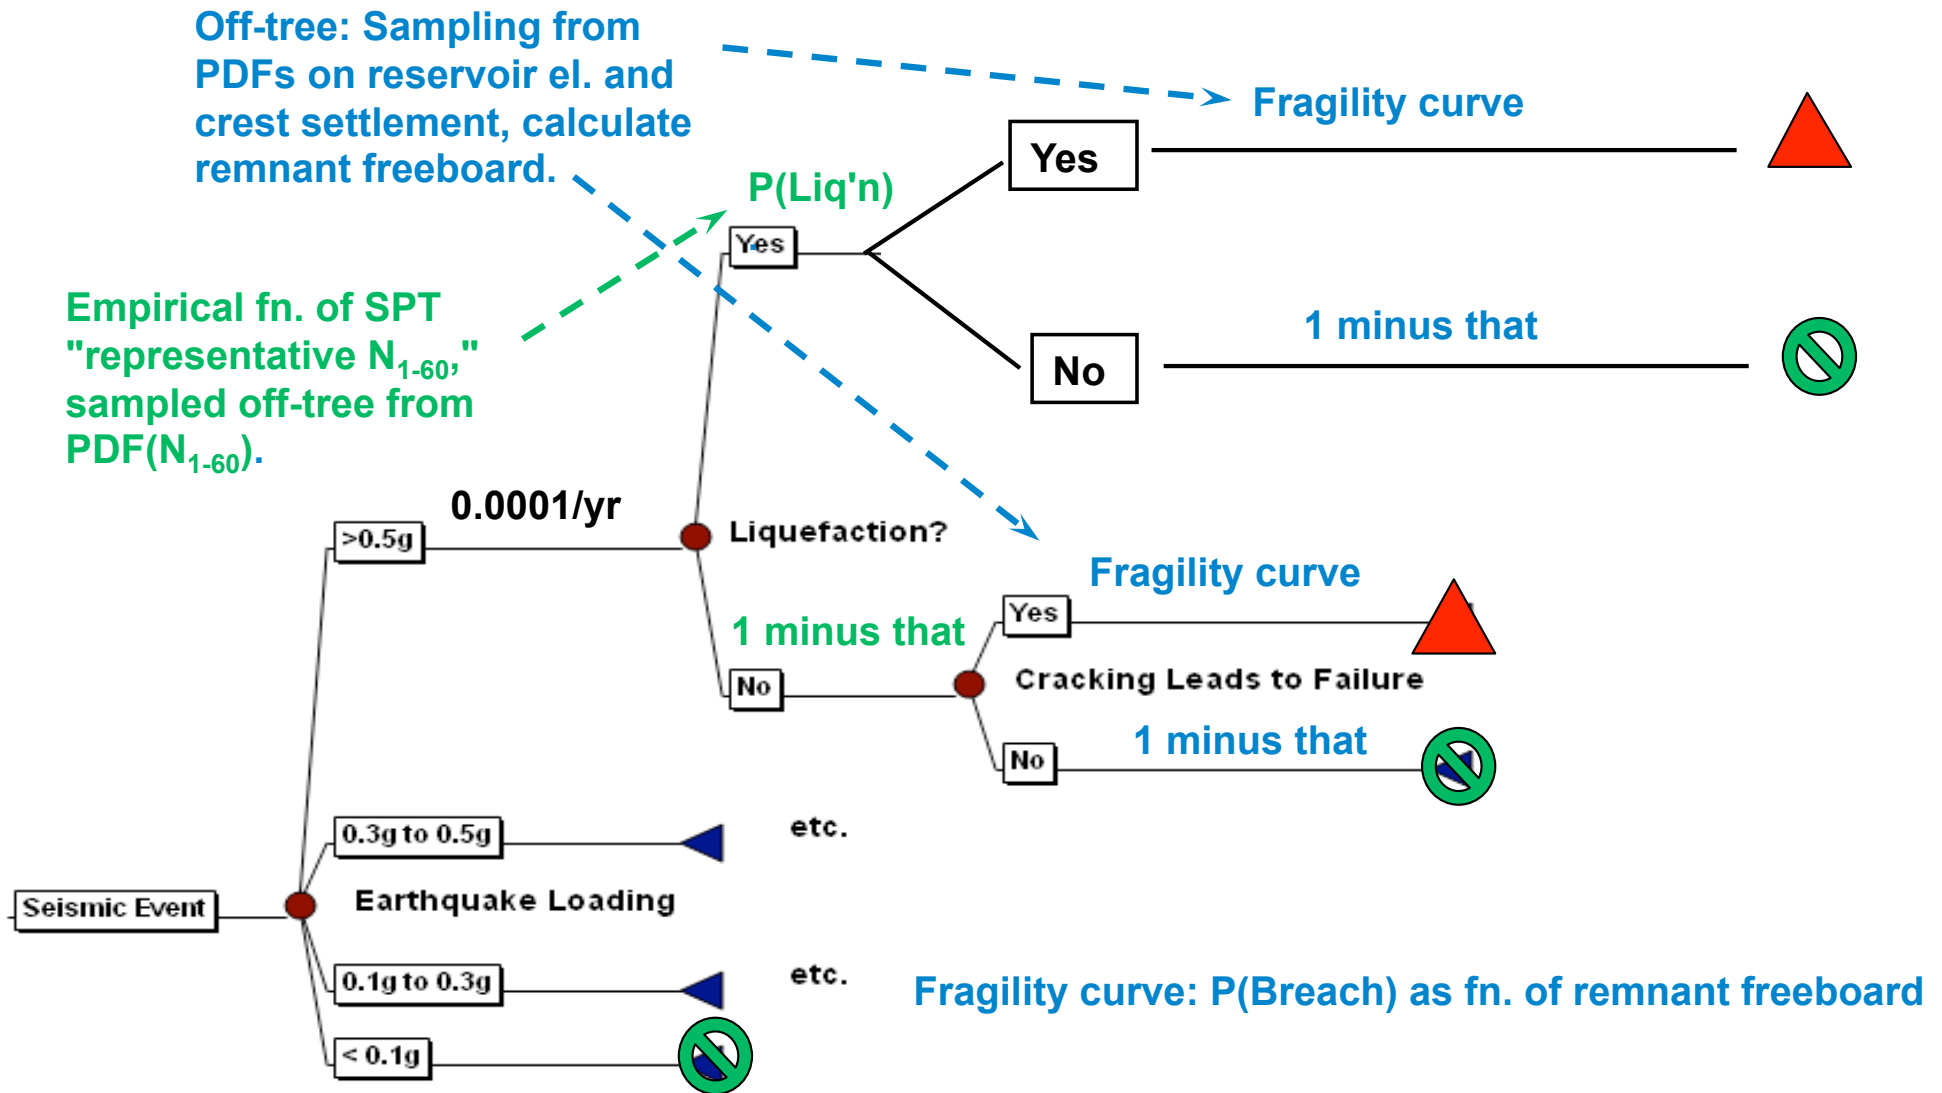 Off-tree: Sampling from
PDFs on reservoir el. and
crest settlement, calculate
remnant freeboard.
Fragility curve
Yes
P(Liq'n)
Yes
1 minus that
No
Empirical fn. of SPT
"representative N1-60,"
sampled off-tree from
PDF(N1-60).
0.0001/yr
>0.5g
Liquefaction?
Fragility curve
Yes
1 minus that
Cracking Leads to Failure
No
1 minus that
No
0.3g to 0.5g
etc.
Earthquake Loading
Seismic Event
0.1g to 0.3g
etc.
Fragility curve: P(Breach) as fn. of remnant freeboard
< 0.1g